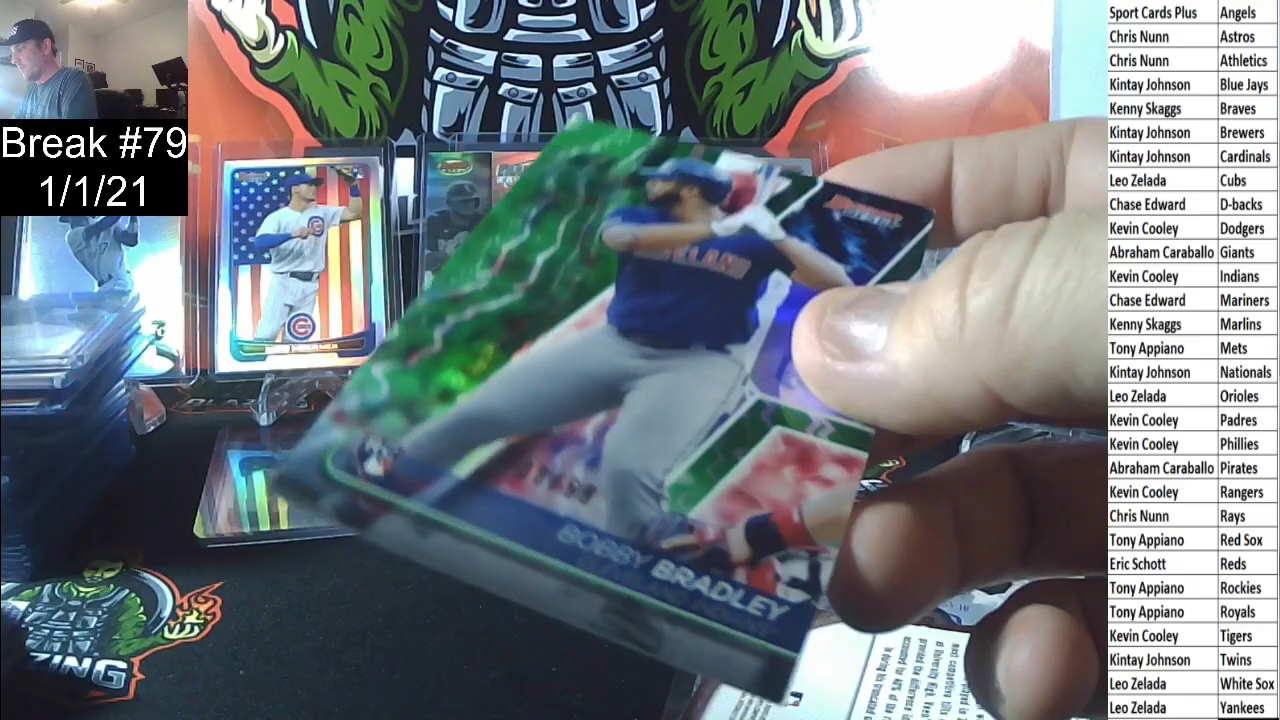 Break #79
1/1/21
Sport Cards Plus Angels
Chris Nunn Astros
Chris Nunn Athletics
Kintay Johnson Blue Jays
Kenny Skaggs Braves
Kintay Johnson Brewers
Kintay Johnson Cardinals
Leo Zelada Cubs
Chase Edward D-backs
Kevin Cooley Dodgers
Abraham Caraballo Giants
Kevin Cooley Indians
Chase Edward Mariners
Kenny Skaggs Marlins
Tony Appiano Mets
Kintay Johnson Nationals
Leo Zelada Orioles
Kevin Cooley Padres
Kevin Cooley Phillies
Abraham Caraballo Pirates
Kevin Cooley Rangers
Chris Nunn Rays
Tony Appiano Red Sox
Eric Schott Reds
Tony Appiano Rockies
Tony Appiano Royals
Kevin Cooley Tigers
Kintay Johnson Twins
Leo Zelada White Sox
Leo Zelada Yankees
BOBBY BRADLEY
ZING